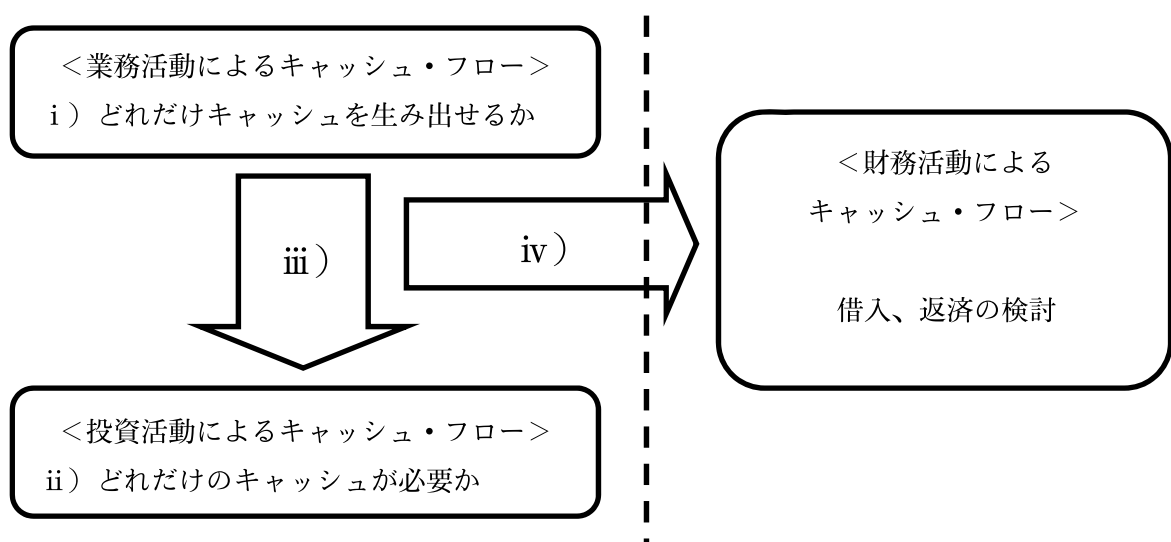 ＜業務活動によるキャッシュ・フロー＞
ⅰ）どれだけキャッシュを生み出せるか
ⅲ）
ⅳ）
＜投資活動によるキャッシュ・フロー＞
ⅱ）どれだけのキャッシュが必要か
＜財務活動による
キャッシュ・フロー＞
借入、返済の検討